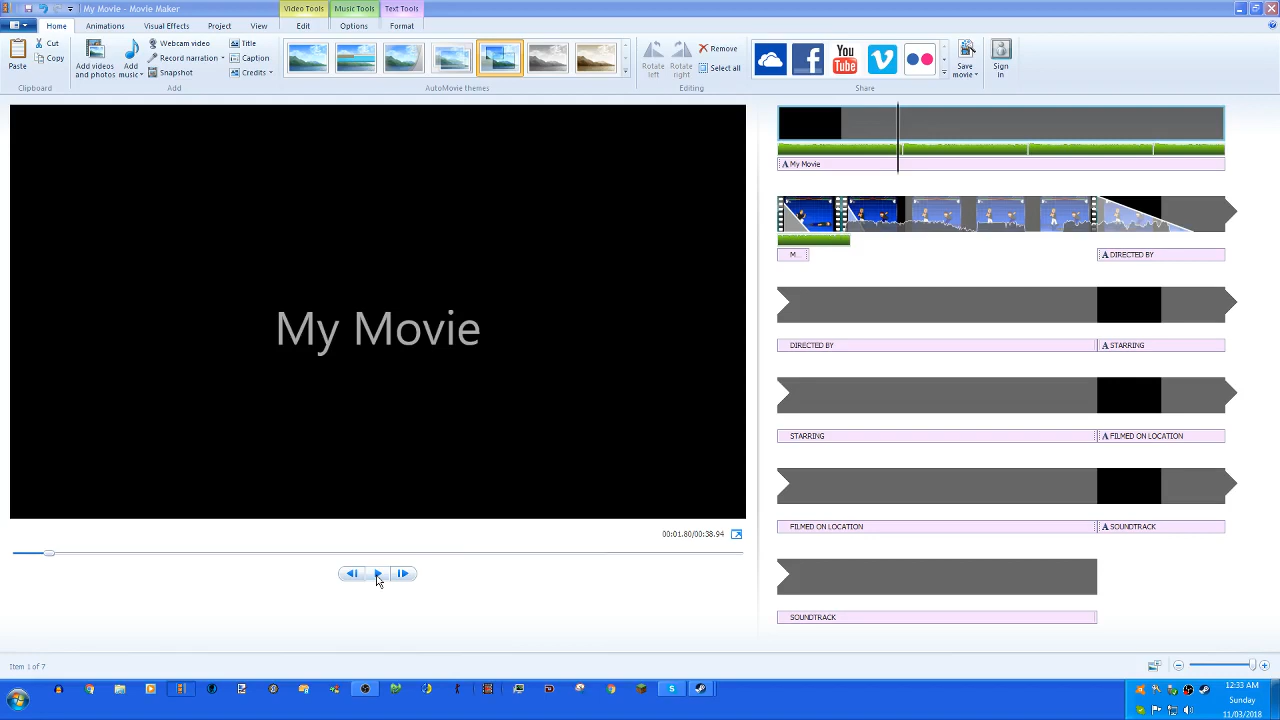 My Movie - Movie Maker
Video Tools
Music Tools
Text Tools
Home
Animations
Visual Effects
Project
View
Edit
Options
Format
Paste
Cut
Copy
Clipboard
Add videos
and photos
Add
music
Webcam video
Record narration
Snapshot
Title
Caption
Credits
Add
AutoMovie themes
Rotate
left
Rotate
right
Remove
Select all
Editing
You
Tube
Share
Save
movie
Sign
in
My Movie
My Movie
M...
DIRECTED BY
DIRECTED BY
STARRING
STARRING
FILMED ON LOCATION
FILMED ON LOCATION
SOUNDTRACK
SOUNDTRACK
00:01.80/00:38.94
Item 1 of 7
12:33 AM
Sunday
11/03/2018